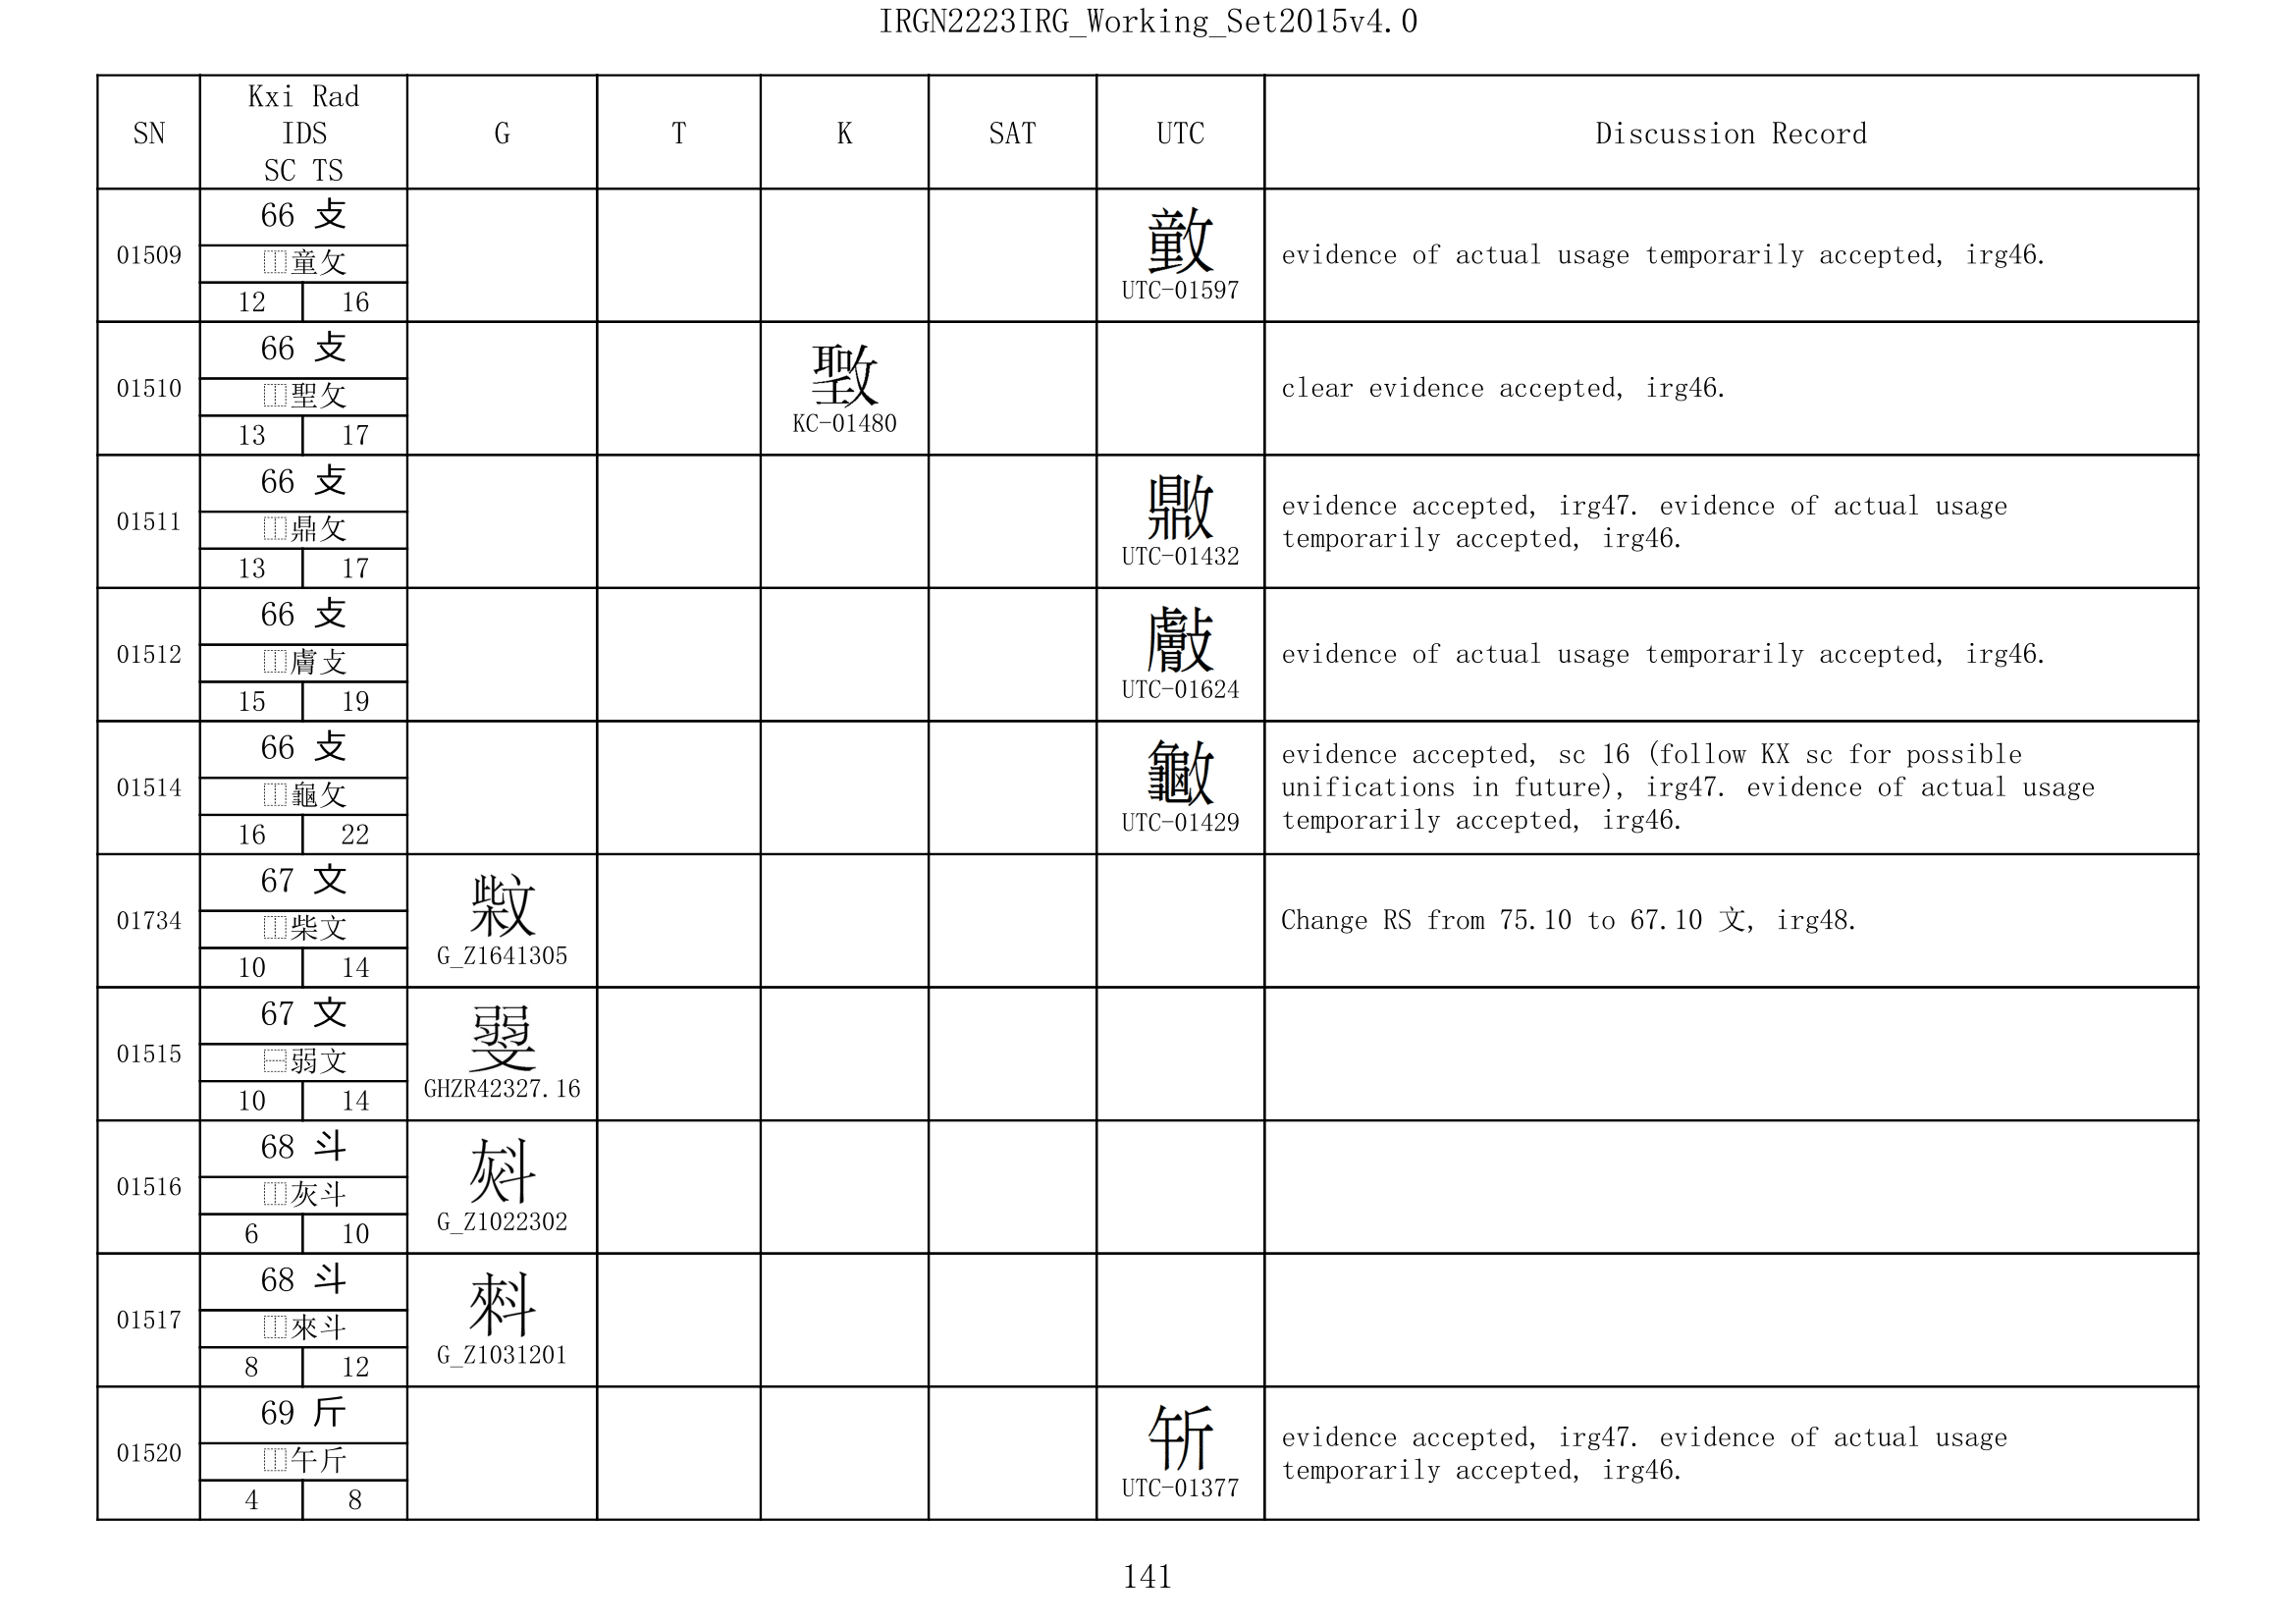 IRGN2223IRG_Working_Set2015v4.0
SN
Kxi Rad
IDS
SC TS
G
T
K
SAT
UTC
Discussion Record
01509
66 攴
⿰童攵
12 16
UTC-01597
evidence of actual usage temporarily accepted, irg46.
01510
66 攴
⿰聖攵
13 17
KC-01480
clear evidence accepted, irg46.
01511
66 攴
⿰鼎攵
13 17
UTC-01432
evidence accepted, irg47. evidence of actual usage
temporarily accepted, irg46.
01512
66 攴
⿰膚攴
15 19
UTC-01624
evidence of actual usage temporarily accepted, irg46.
01514
66 攴
⿰龜攵
16 22
UTC-01429
evidence accepted, sc 16 (follow KX sc for possible
unifications in future), irg47. evidence of actual usage
temporarily accepted, irg46.
01734
67 文
⿰柴文
10 14
G_Z1641305
Change RS from 75.10 to 67.10 文, irg48.
01515
67 文
⿱弱文
10 14
GHZR42327.16
01516
68 斗
⿰灰斗
6 10
G_Z1022302
01517
68 斗
⿰來斗
8 12
G_Z1031201
01520
69 斤
⿰午斤
4 8
UTC-01377
evidence accepted, irg47. evidence of actual usage
temporarily accepted, irg46.
141